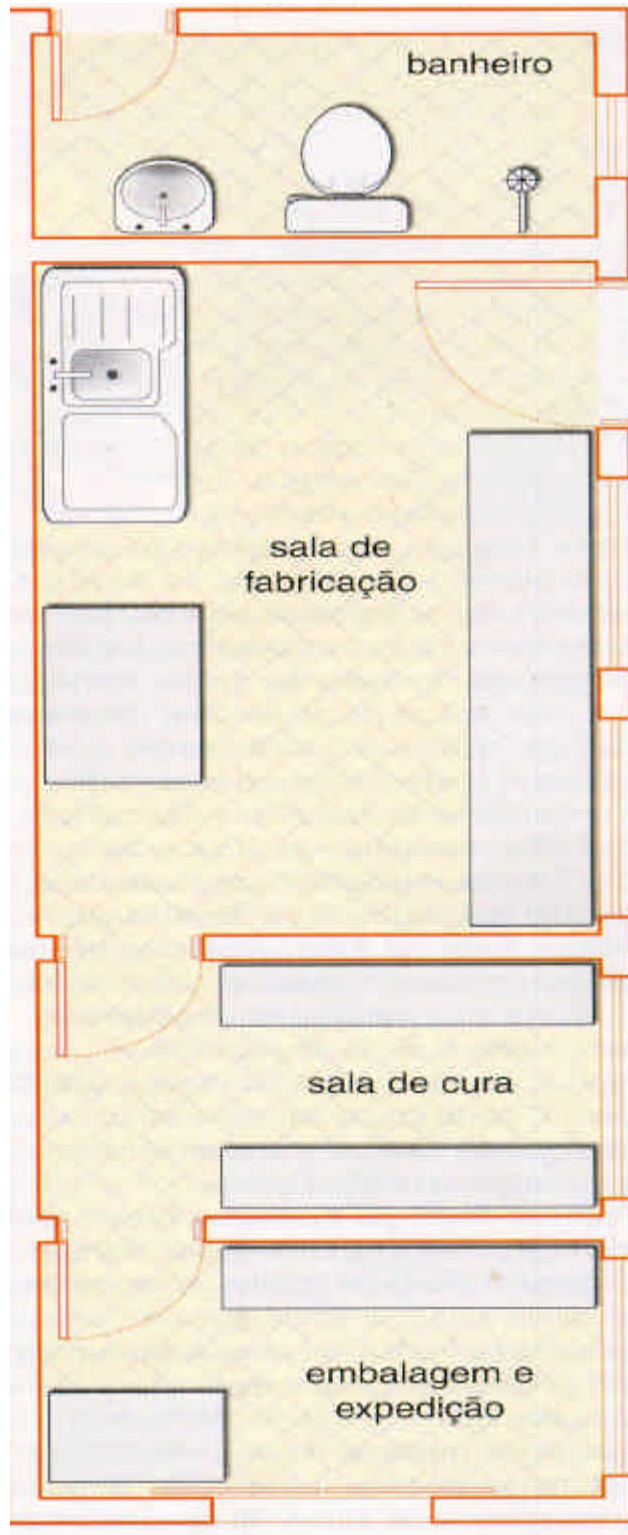 banheiro
sala de
fabricação
sala de cura
embalagem e
expedição